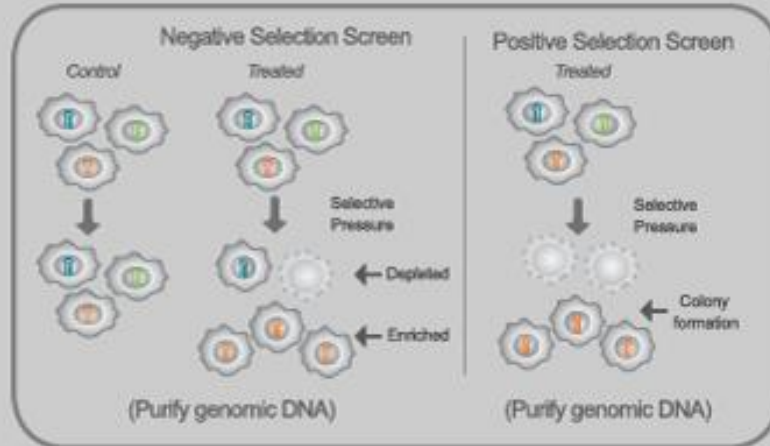 Negative Selection Screen
Control
Treated
Selective
Pressure
Depleted
Enriched
(Purify genomic DNA)
Positive Selection Screen
Treated
Selective
Pressure
Colony
formation
(Purify genomic DNA)